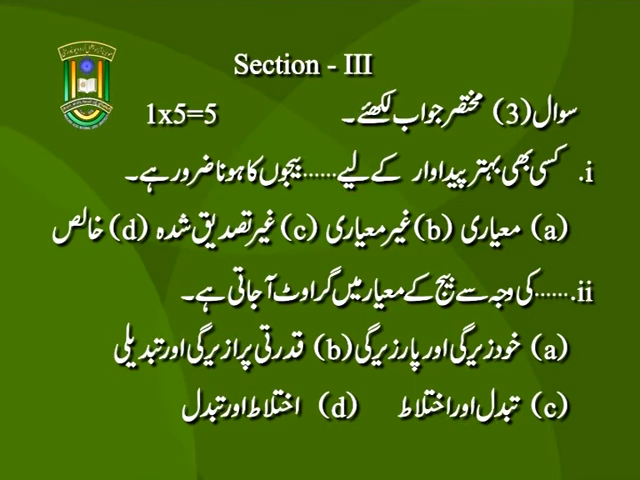 Section - III
سوال (3) مختصر جواب لکھئے۔ 1x5=5
i. کسی بھی بہتر پیداوار کے لیے......بیجوں کا ہونا ضرور ہے۔
(a) معیاری (b) غیر معیاری (c) غیر تصدیق شدہ (d) خالص
ii. ......کی وجہ سے بیج کے معیار میں گراوٹ آجاتی ہے۔
(a) خود زیرگی اور پار زیرگی (b) قدرتی پرازیرگی اور تبدیلی
(c) تبدل اور اختلاط (d) اختلاط اور تبدل